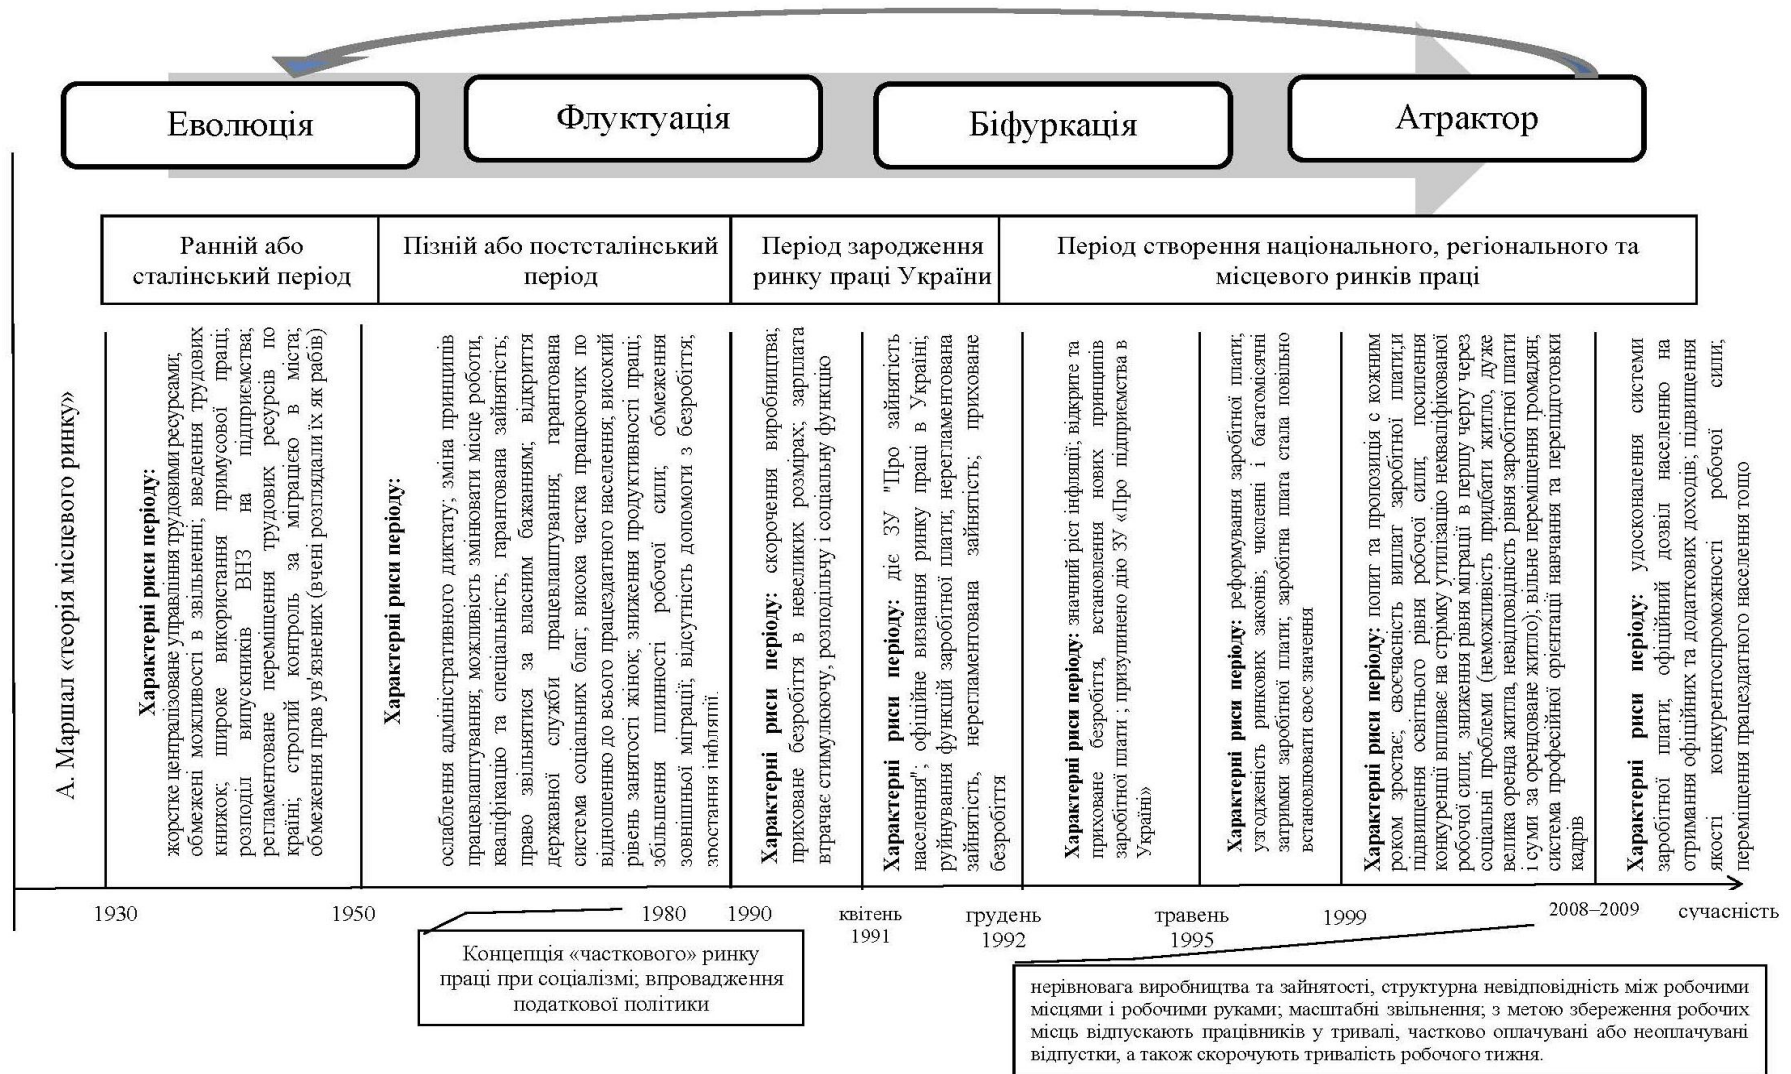 Еволюція
Флуктуація
Біфуркація
Атрактор
Ранній або
сталінський період
Пізній або постсталінський
період
Період зародження
ринку праці України
Період створення національного, регіонального та
місцевого ринків праці
А. Маршал «теорія місцевого ринку»
Характерні риси періоду:
жорстке централізоване управління трудовими ресурсами;
обмежені можливості в звільненні; введення трудових
книжок; широке використання примусової праці;
розподіл випускників ВНЗ на підприємства;
регламентоване переміщення трудових ресурсів по
країні; строгий контроль за міграцією в міста;
обмеження прав ув'язнених (вчені розглядали їх як рабів)
Характерні риси періоду:
ослаблення адміністративного диктату; зміна принципів
працевлаштування; можливість змінювати місце роботи,
кваліфікацію та спеціальність, гарантована зайнятість;
право звільнятися за власним бажанням; відкриття
державної служби працевлаштування; гарантована
система соціальних благ; висока частка працюючих по
відношенню до всього працездатного населення; високий
рівень занятості жінок; зниження продуктивності праці;
збільшення плинності робочої сили; обмеження
зовнішньої міграції; відсутність допомоги з безробіття;
зростання інфляції.
Характерні риси періоду: скорочення виробництва;
приховане безробіття в невеликих розмірах; зарплата
втрачає стимулюючу, розподільчу і соціальну функцію
Характерні риси періоду: діє ЗУ "Про зайнятість
населення"; офіційне визнання ринку праці в Україні;
руйнування функцій заробітної плати; нерегламентована
зайнятість, нерегламентована зайнятість; приховане
безробіття
Характерні риси періоду: значний ріст інфляції; відкрите та
приховане безробіття, встановлення нових принципів
заробітної плати ; призупинено дію ЗУ «Про підприємства в
Україні»
Характерні риси періоду: реформування заробітної плати;
узгодженість ринкових законів; численні і багатомісячні
затримки заробітної плати; заробітна плата стала повільно
встановлювати своє значення
Характерні риси періоду: попит та пропозиція с кожним
роком зростає; своєчасність виплат заробітної плати;и
підвищення освітнього рівня робочої сили; посилення
конкуренції впливає на стрімку утилізацію некваліфікованої
робочої сили; зниження рівня міграції в першу чергу через
соціальні проблеми (неможливість придбати житло, дуже
велика оренда житла, невідповідність рівня заробітної плати
і суми за орендоване житло); вільне переміщення громадян;
система професійної орієнтації навчання та перепідготовки
кадрів
Характерні риси періоду: удосконалення системи
заробітної плати; офіційний дозвіл населенню на
отримання офіційних та додаткових доходів; підвищення
якості конкурентоспроможності робочої сили;
переміщення працездатного населення тощо
1930
1950
1980
1990
квітень
1991
грудень
1992
травень
1995
1999
2008–2009
сучасність
Концепція «часткового» ринку
праці при соціалізмі; впровадження
податкової політики
нерівновага виробництва та зайнятості, структурна невідповідність між робочими
місцями і робочими руками; масштабні звільнення; з метою збереження робочих
місць відпускають працівників у тривалі, частково оплачувані або неоплачувані
відпустки, а також скорочують тривалість робочого тижня.